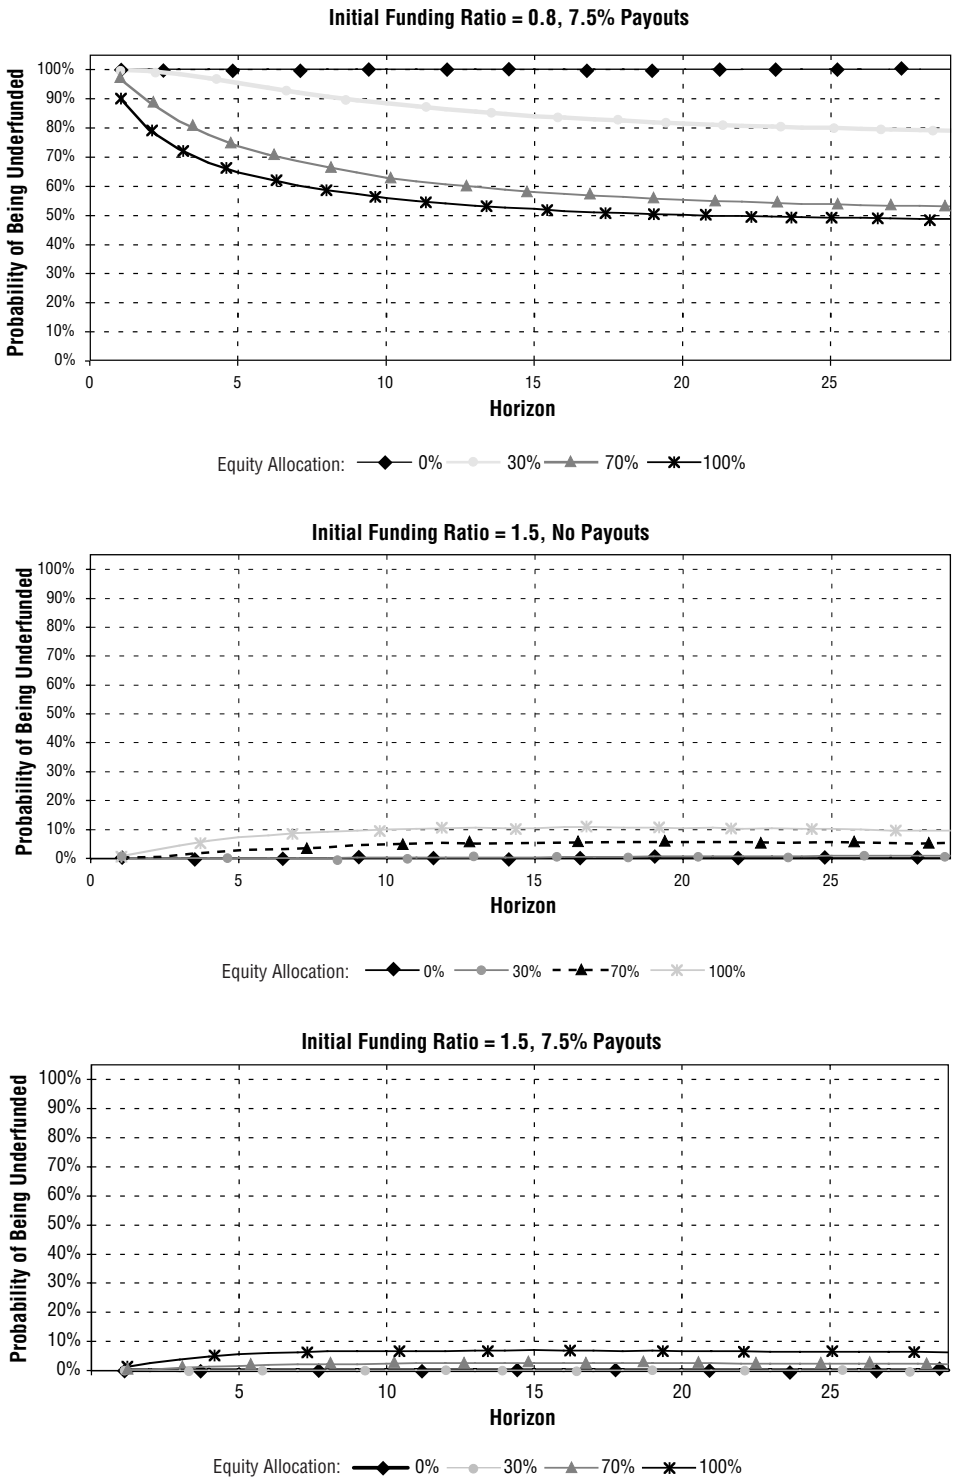 Initial Funding Ratio = 0.8, 7.5% Payouts
Probability of Being Underfunded
100%
90%
80%
70%
60%
50%
40%
30%
20%
10%
0%
0 5 10 15 20 25
Horizon
Equity Allocation: 0% 30% 70% 100%
Initial Funding Ratio = 1.5, No Payouts
Probability of Being Underfunded
100%
90%
80%
70%
60%
50%
40%
30%
20%
10%
0%
0 5 10 15 20 25
Horizon
Equity Allocation: 0% 30% 70% 100%
Initial Funding Ratio = 1.5, 7.5% Payouts
Probability of Being Underfunded
100%
90%
80%
70%
60%
50%
40%
30%
20%
10%
0%
5 10 15 20 25
Horizon
Equity Allocation: 0% 30% 70% 100%